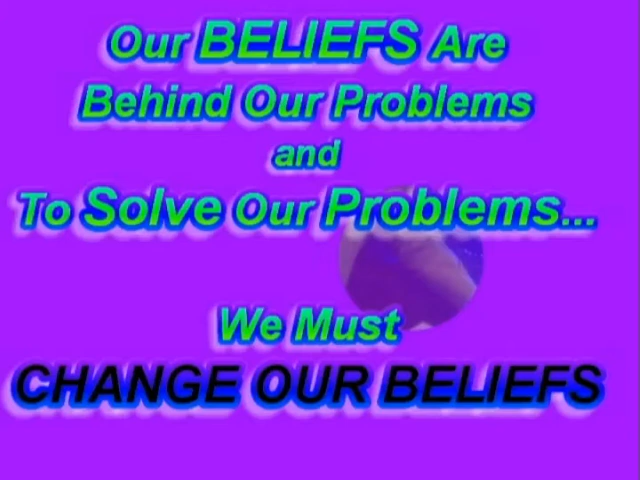 Our BELIEFS Are
Behind Our Problems
and
To Solve Our Problems...
We Must
CHANGE OUR BELIEFS